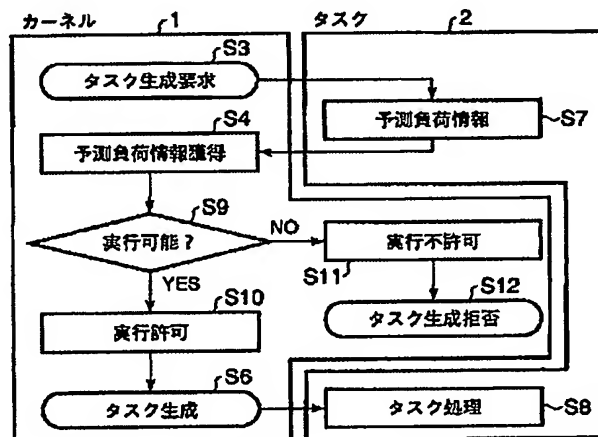 カーネル 1 タスク 2
S3
タスク生成要求
S4
予測負荷情報 S7
予測負荷情報獲得
S9
実行可能? NO 実行不許可
S11
YES
S12
S10
タスク生成拒否
実行許可
S6
タスク生成 タスク処理 S8